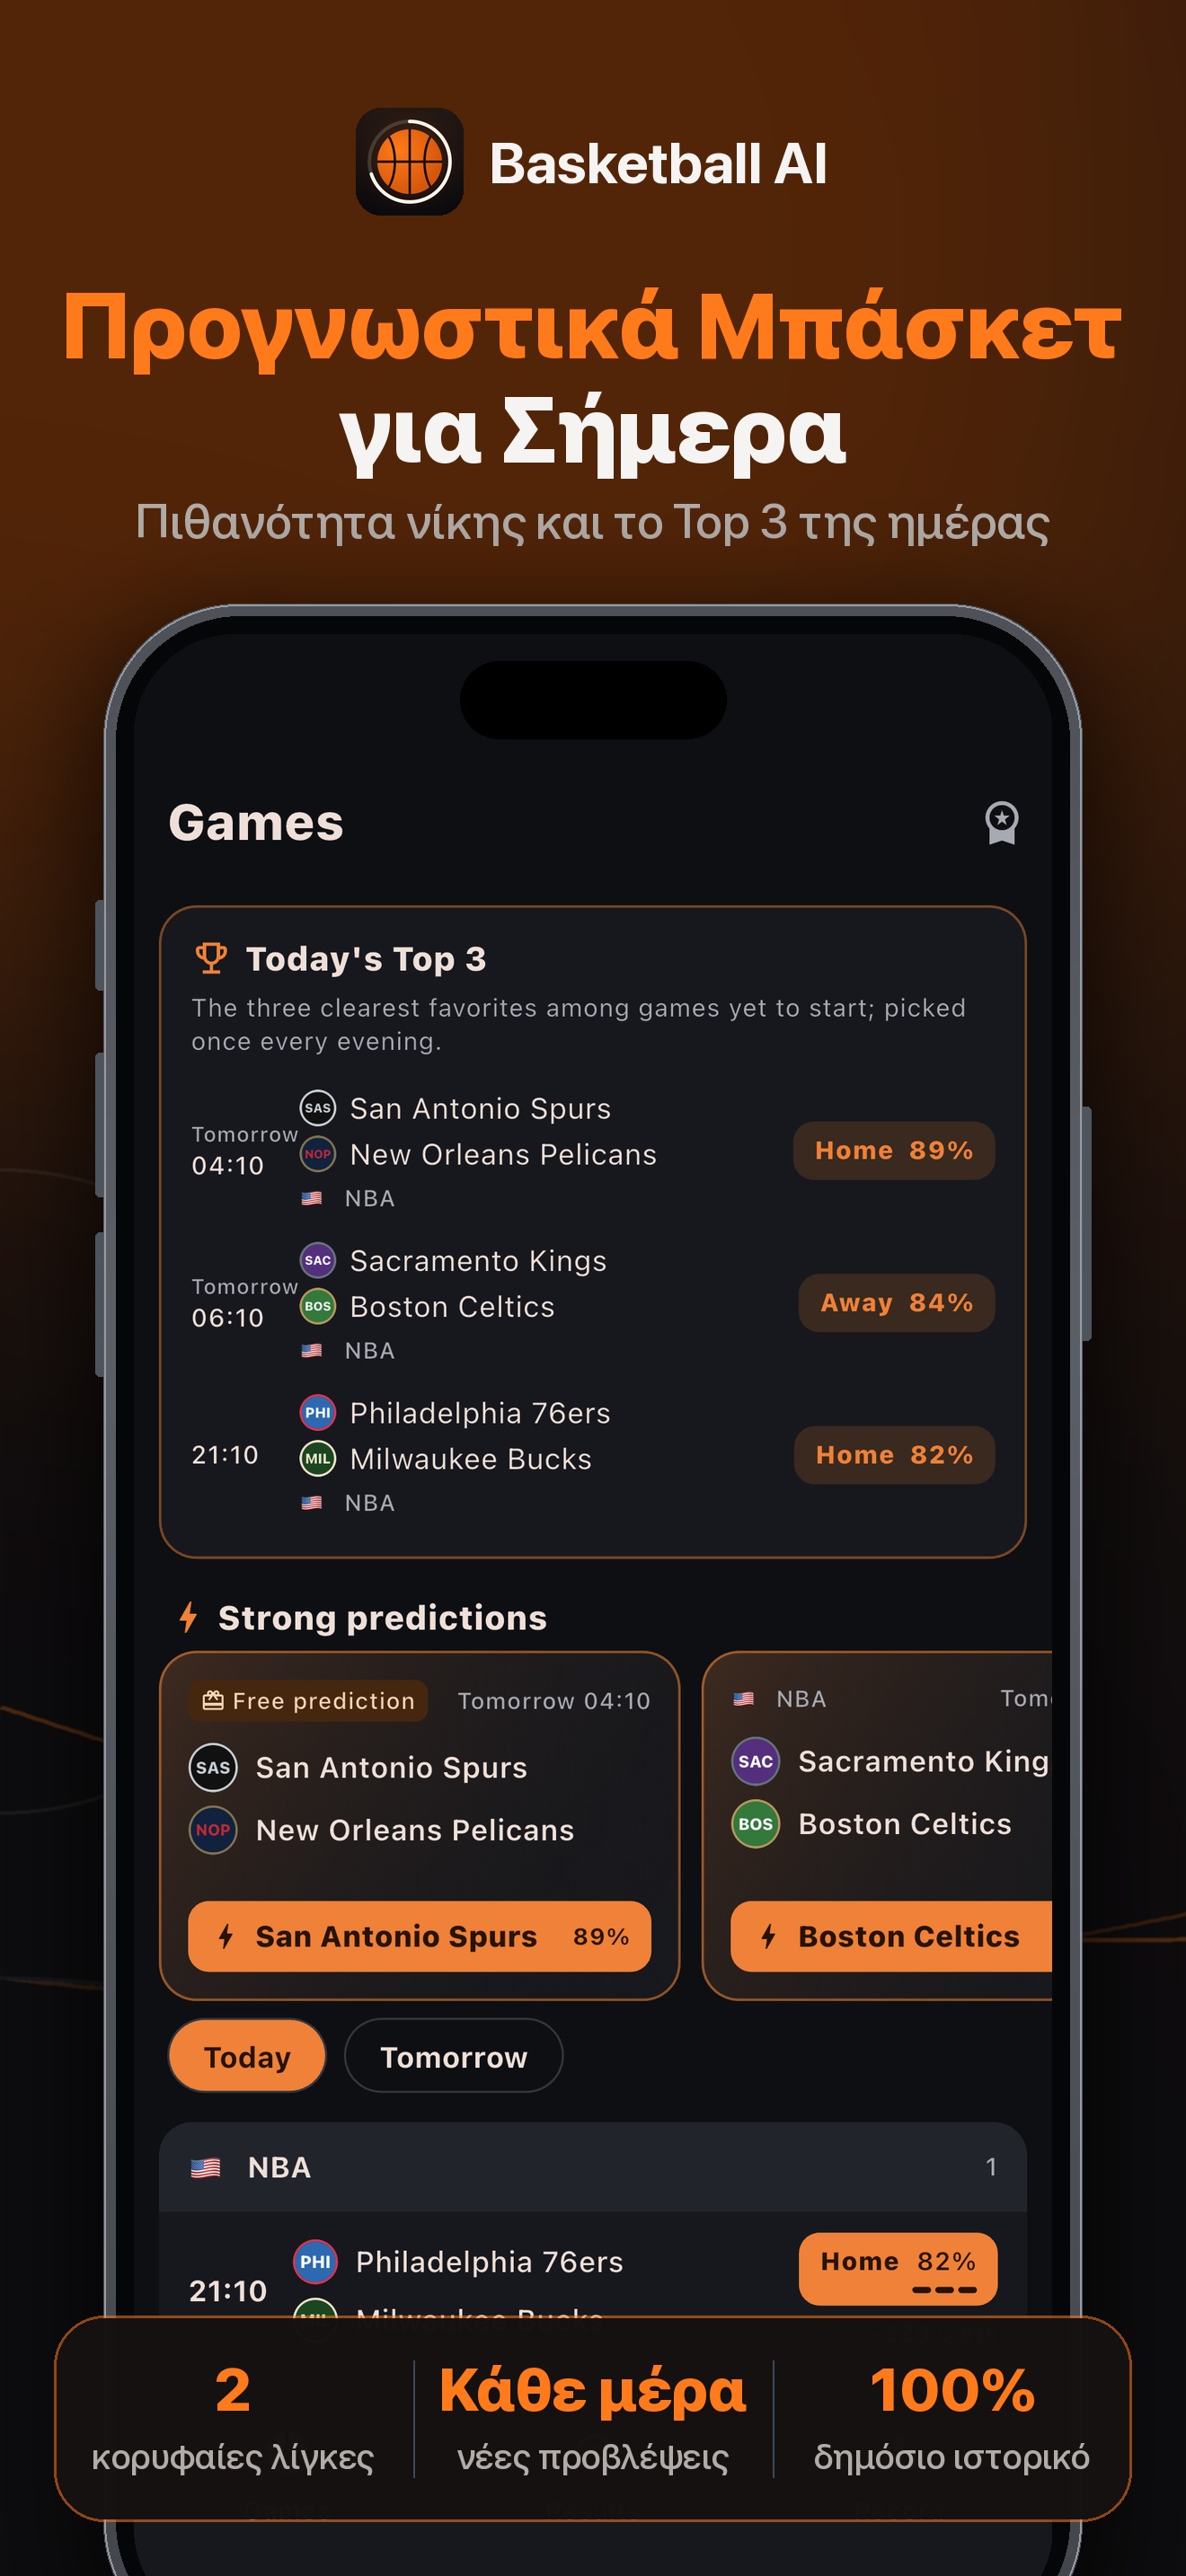 Basketball AI
Προγνωστικά Μπάσκετ
για Σήμερα
Πιθανότητα νίκης και το Top 3 της ημέρας
Games
Today's Top 3
The three clearest favorites among games yet to start; picked
once every evening.
Tomorrow
04:10
SAS San Antonio Spurs
NOP New Orleans Pelicans
NBA
Home 89%
Tomorrow
06:10
SAC Sacramento Kings
BOS Boston Celtics
NBA
Away 84%
21:10
PHI Philadelphia 76ers
MIL Milwaukee Bucks
NBA
Home 82%
Strong predictions
Free prediction Tomorrow 04:10
SAS San Antonio Spurs
NOP New Orleans Pelicans
San Antonio Spurs 89%
NBA Tom
SAC Sacramento King
BOS Boston Celtics
Boston Celtics
Today Tomorrow
NBA 1
21:10
PHI Philadelphia 76ers
Home 82%
MIL Milwaukee Bucks
2
κορυφαίες λίγκες
Κάθε μέρα
νέες προβλέψεις
100%
δημόσιο ιστορικό